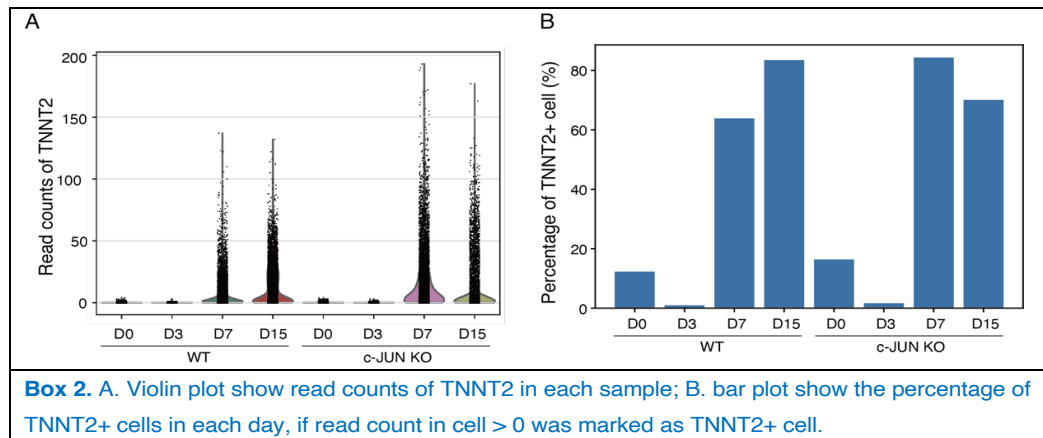 A
B
Read counts of TNNT2
200
150
100
50
0
D0 D3 D7 D15 D0 D3 D7 D15
WT c-JUN KO
Percentage of TNNT2+ cell (%)
80
60
40
20
0
D0 D3 D7 D15 D0 D3 D7 D15
WT c-JUN KO
Box 2. A. Violin plot show read counts of TNNT2 in each sample; B. bar plot show the percentage of
TNNT2+ cells in each day, if read count in cell > 0 was marked as TNNT2+ cell.